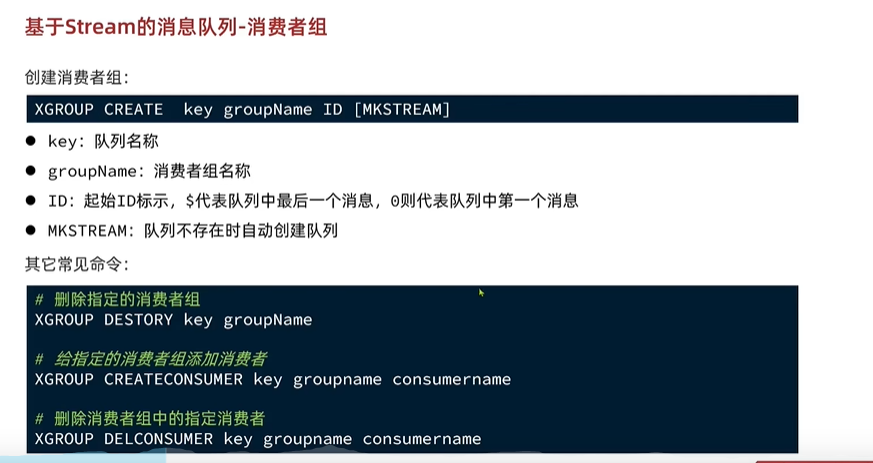 基于Stream的消息队列-消费者组
创建消费者组：
XGROUP CREATE  key groupName ID [MKSTREAM]
● key：队列名称
● groupName：消费者组名称
● ID：起始ID标示，$代表队列中最后一个消息，0则代表队列中第一个消息
● MKSTREAM：队列不存在时自动创建队列
其它常见命令：
# 删除指定的消费者组
XGROUP DESTORY key groupName
# 给指定的消费者组添加消费者
XGROUP CREATECONSUMER key groupname consumername
# 删除消费者组中的指定消费者
XGROUP DELCONSUMER key groupname consumername